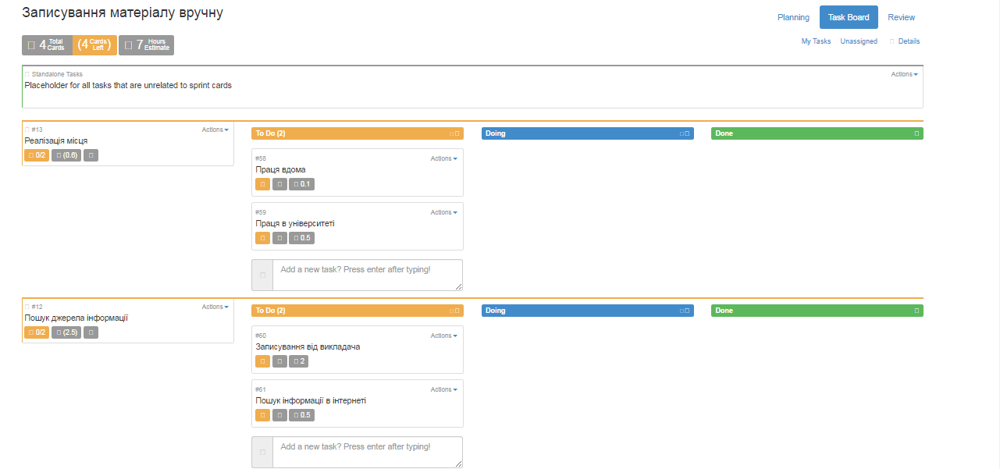 Записування матеріалу вручну
Planning Task Board Review
4 Total Cards (4 Cards Left) 7 Hours Estimate
My Tasks Unassigned Details
Standalone Tasks Actions
Placeholder for all tasks that are unrelated to sprint cards
#13 Actions
Реалізація місця
0/2 (0.6)
To Do (2) Doing Done
#58 Actions
Праця вдома
0.1
#59 Actions
Праця в університеті
0.5
Add a new task? Press enter after typing!
#12 Actions
Пошук джерела інформації
0/2 (2.5)
To Do (2) Doing Done
#60 Actions
Записування від викладача
2
#61 Actions
Пошук інформації в інтернеті
0.5
Add a new task? Press enter after typing!